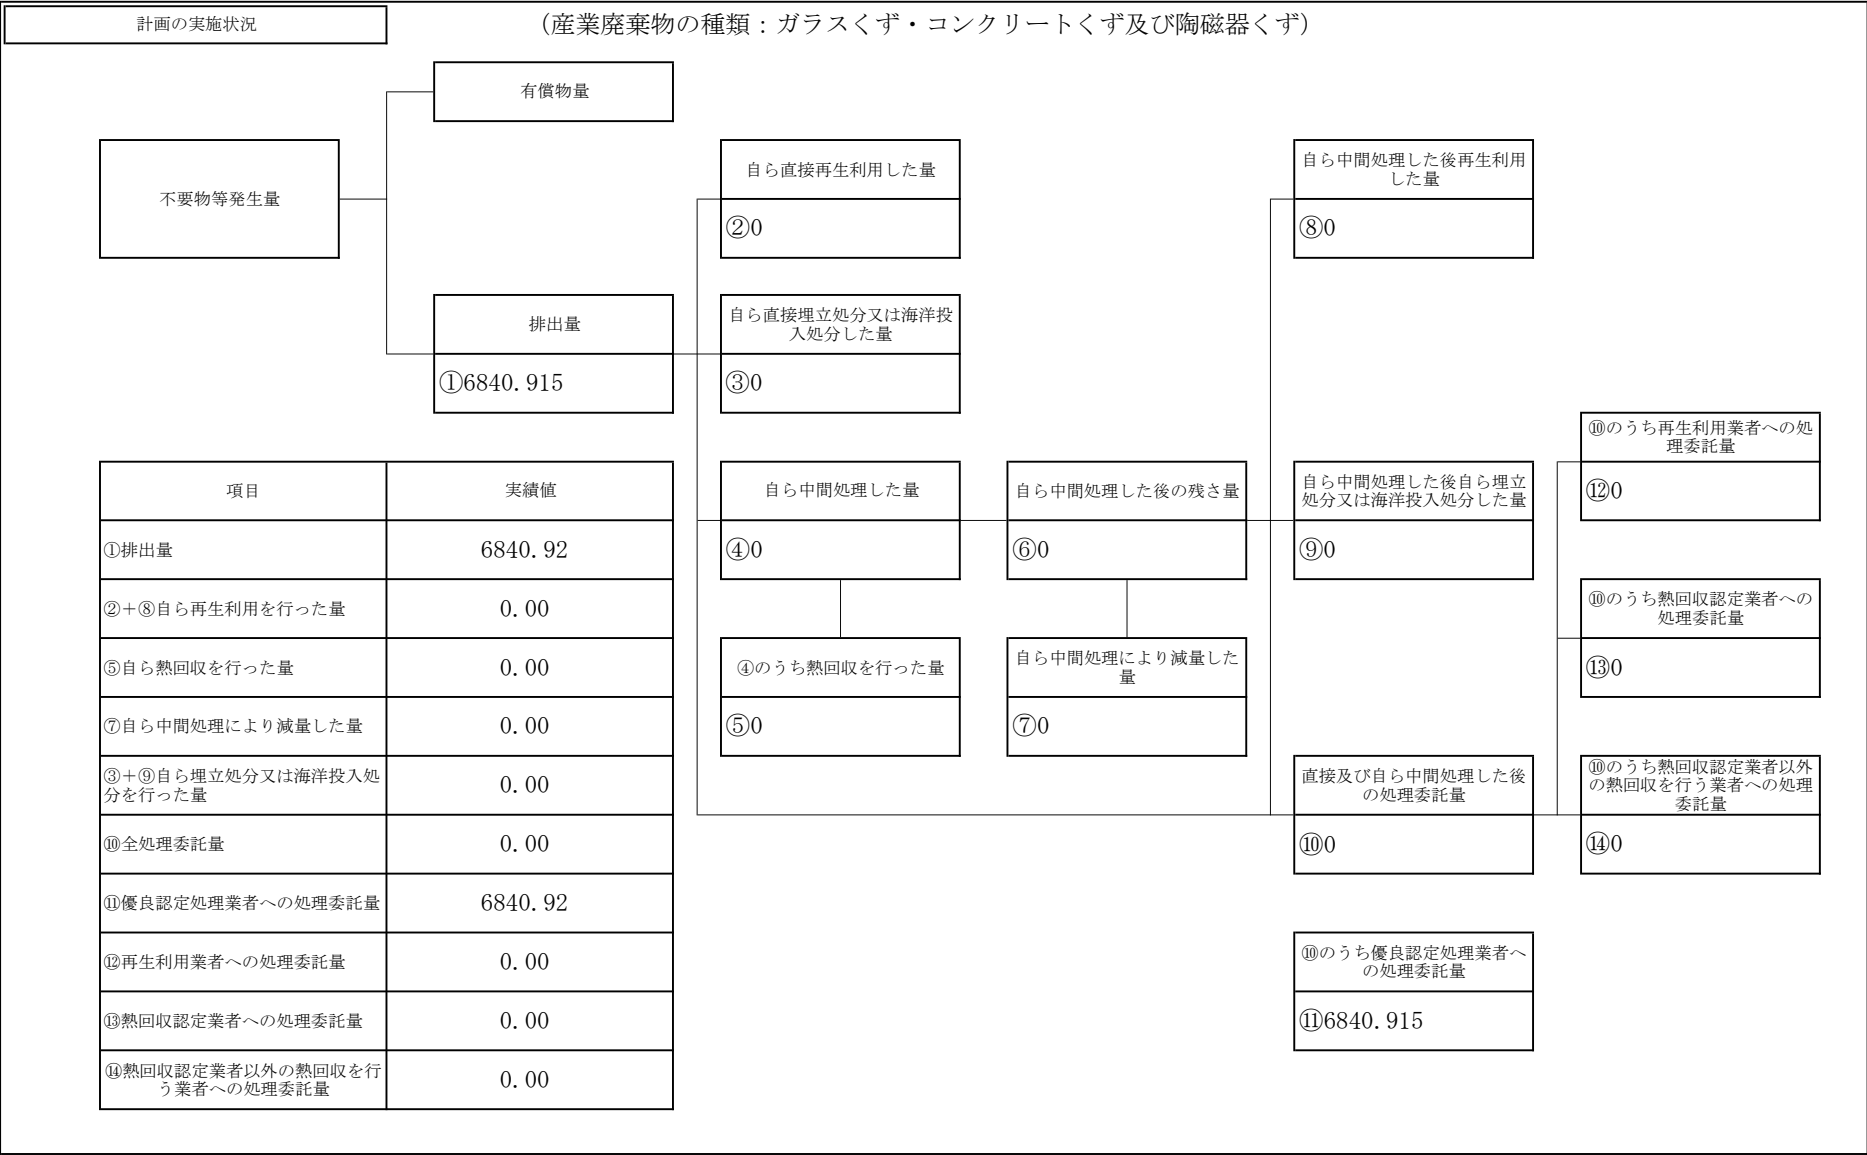 計画の実施状況
（産業廃棄物の種類：ガラスくず・コンクリートくず及び陶磁器くず）
有償物量
不要物等発生量
自ら直接再生利用した量
②0
自ら中間処理した後再生利用
した量
⑧0
排出量
①6840.915
自ら直接埋立処分又は海洋投
入処分した量
③0
⑩のうち再生利用業者への処
理委託量
⑫0
自ら中間処理した量
④0
自ら中間処理した後の残さ量
⑥0
自ら中間処理した後自ら埋立
処分又は海洋投入処分した量
⑨0
⑩のうち熱回収認定業者への
処理委託量
⑬0
④のうち熱回収を行った量
⑤0
自ら中間処理により減量した
量
⑦0
直接及び自ら中間処理した後
の処理委託量
⑩0
⑩のうち熱回収認定業者以外
の熱回収を行う業者への処理
委託量
⑭0
⑩のうち優良認定処理業者へ
の処理委託量
⑪6840.915
項目 実績値
①排出量 6840.92
②＋⑧自ら再生利用を行った量 0.00
⑤自ら熱回収を行った量 0.00
⑦自ら中間処理により減量した量 0.00
③＋⑨自ら埋立処分又は海洋投入処
分を行った量 0.00
⑩全処理委託量 0.00
⑪優良認定処理業者への処理委託量 6840.92
⑫再生利用業者への処理委託量 0.00
⑬熱回収認定業者への処理委託量 0.00
⑭熱回収認定業者以外の熱回収を行
う業者への処理委託量 0.00